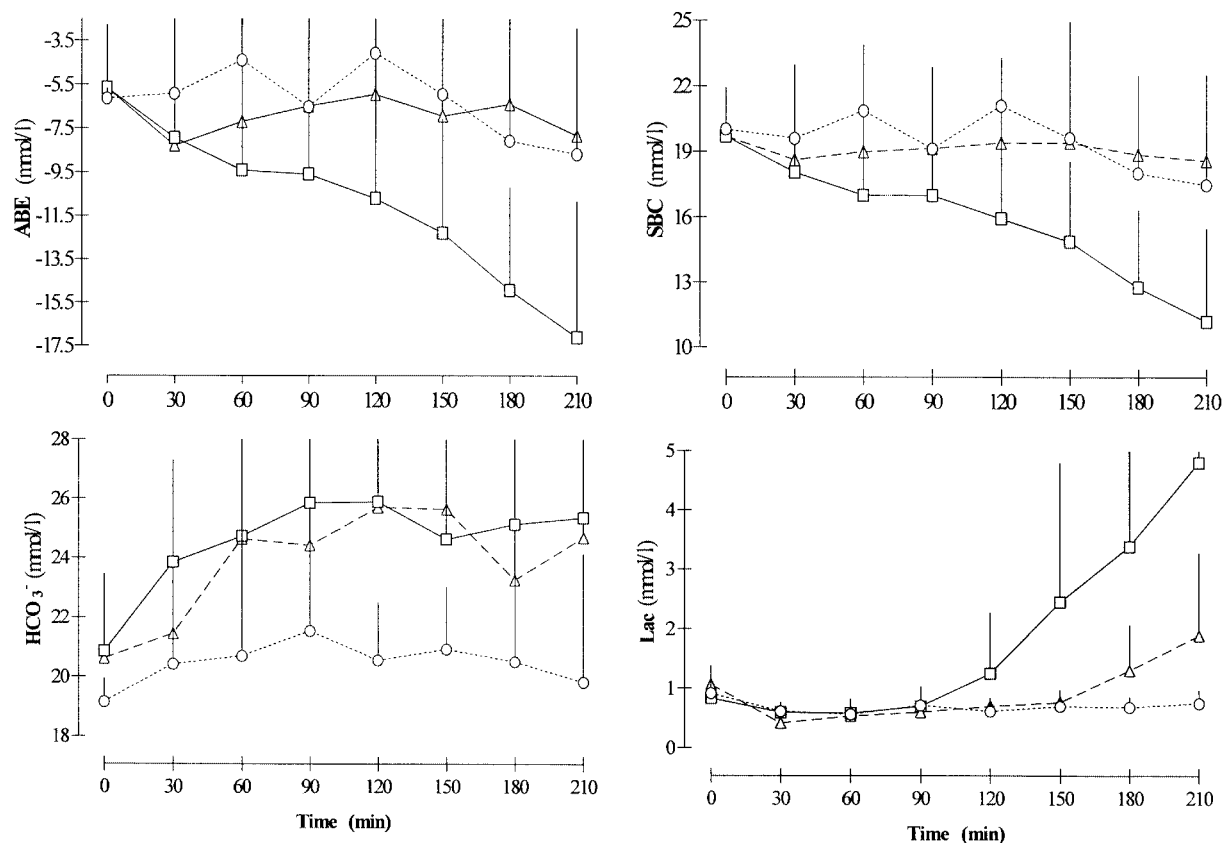 ABE (mmol/l)
-3.5
-5.5
-7.5
-9.5
-11.5
-13.5
-15.5
-17.5
0 30 60 90 120 150 180 210
SBC (mmol/l)
25
22
19
16
13
10
0 30 60 90 120 150 180 210
HCO3- (mmol/l)
28
26
24
22
20
18
0 30 60 90 120 150 180 210
Time (min)
Lac (mmol/l)
5
4
3
2
1
0
0 30 60 90 120 150 180 210
Time (min)